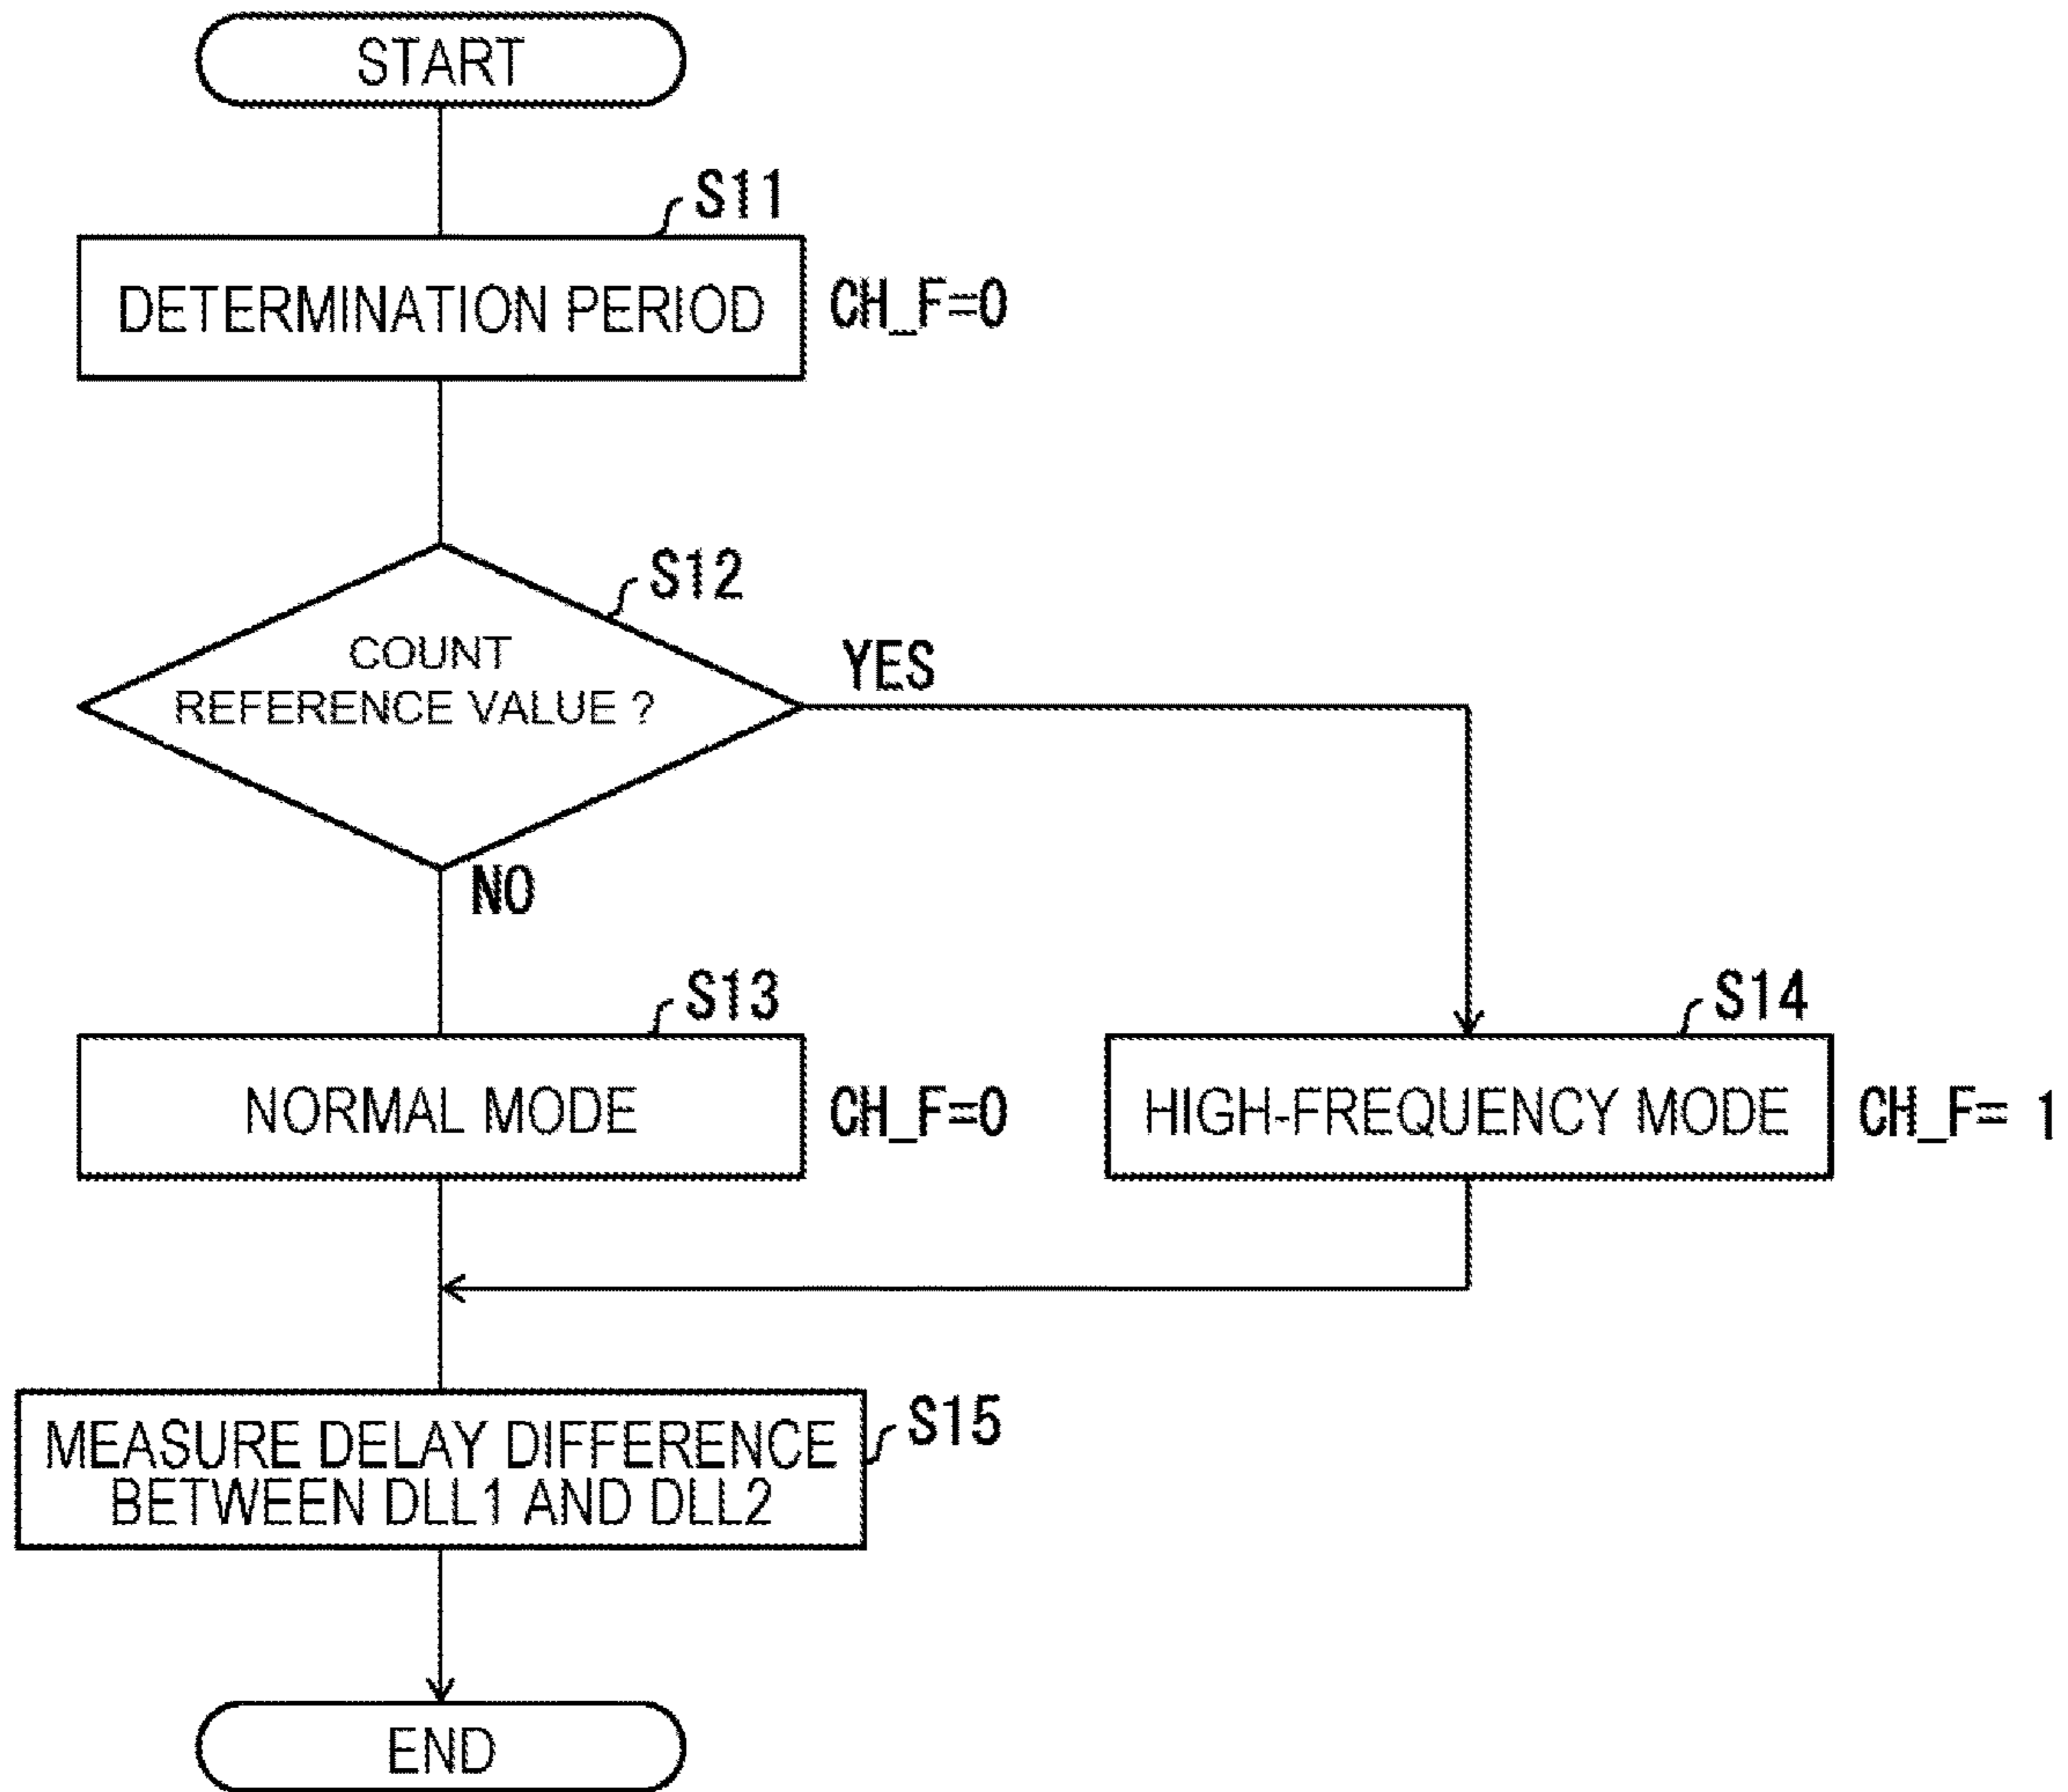 START
S11
DETERMINATION PERIOD
CH_F=0
S12
COUNT
REFERENCE VALUE ?
YES
NO
S13
NORMAL MODE
CH_F=0
S14
HIGH-FREQUENCY MODE
CH_F= 1
MEASURE DELAY DIFFERENCE
BETWEEN DLL1 AND DLL2
S15
END